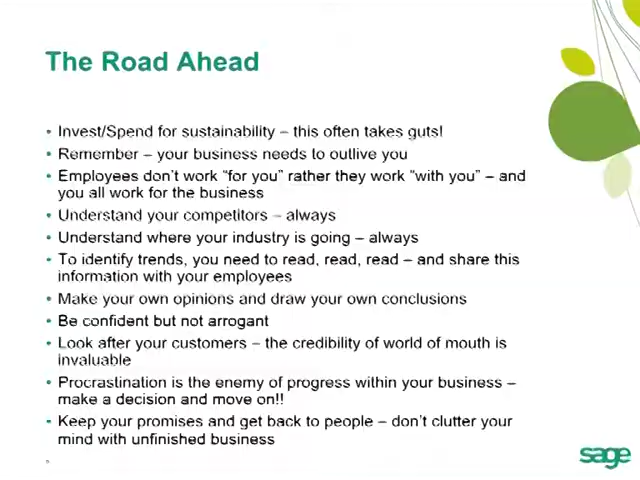 The Road Ahead
• Invest/Spend for sustainability – this often takes guts!
• Remember – your business needs to outlive you
• Employees don't work “for you” rather they work “with you” – and
you all work for the business
• Understand your competitors – always
• Understand where your industry is going – always
• To identify trends, you need to read, read, read – and share this
information with your employees
• Make your own opinions and draw your own conclusions
• Be confident but not arrogant
• Look after your customers – the credibility of world of mouth is
invaluable
• Procrastination is the enemy of progress within your business –
make a decision and move on!!
• Keep your promises and get back to people – don't clutter your
mind with unfinished business
sage